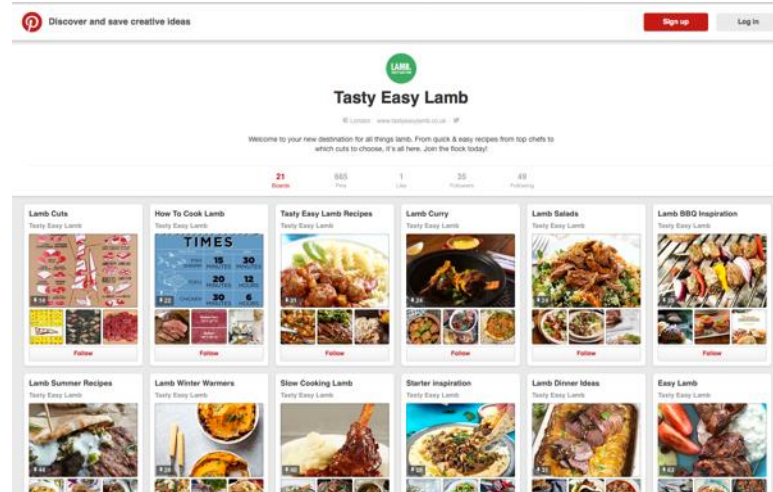 Discover and save creative ideas
Sign up
Log in
LAMB.
Tasty Easy Lamb
London www.tastyeasylamb.co.uk
Welcome to your new destination for all things lamb. From quick & easy recipes from top chefs to
which cuts to choose, it's all here. Join the flock today!
21 665 1 35 49
Boards Pins Like Followers Following
Lamb Cuts
Tasty Easy Lamb
18
Follow
How To Cook Lamb
Tasty Easy Lamb
TIMES
15 MINUTES 30 MINUTES
20 MINUTES 12 HOURS
CHICKEN 30 MINUTES 6 HOURS
22
Follow
Tasty Easy Lamb Recipes
Tasty Easy Lamb
Follow
Lamb Curry
Tasty Easy Lamb
Follow
Lamb Salads
Tasty Easy Lamb
Follow
Lamb BBQ Inspiration
Tasty Easy Lamb
Follow
Lamb Summer Recipes
Tasty Easy Lamb
Lamb Winter Warmers
Tasty Easy Lamb
Slow Cooking Lamb
Tasty Easy Lamb
Starter inspiration
Tasty Easy Lamb
Lamb Dinner Ideas
Tasty Easy Lamb
Easy Lamb
Tasty Easy Lamb